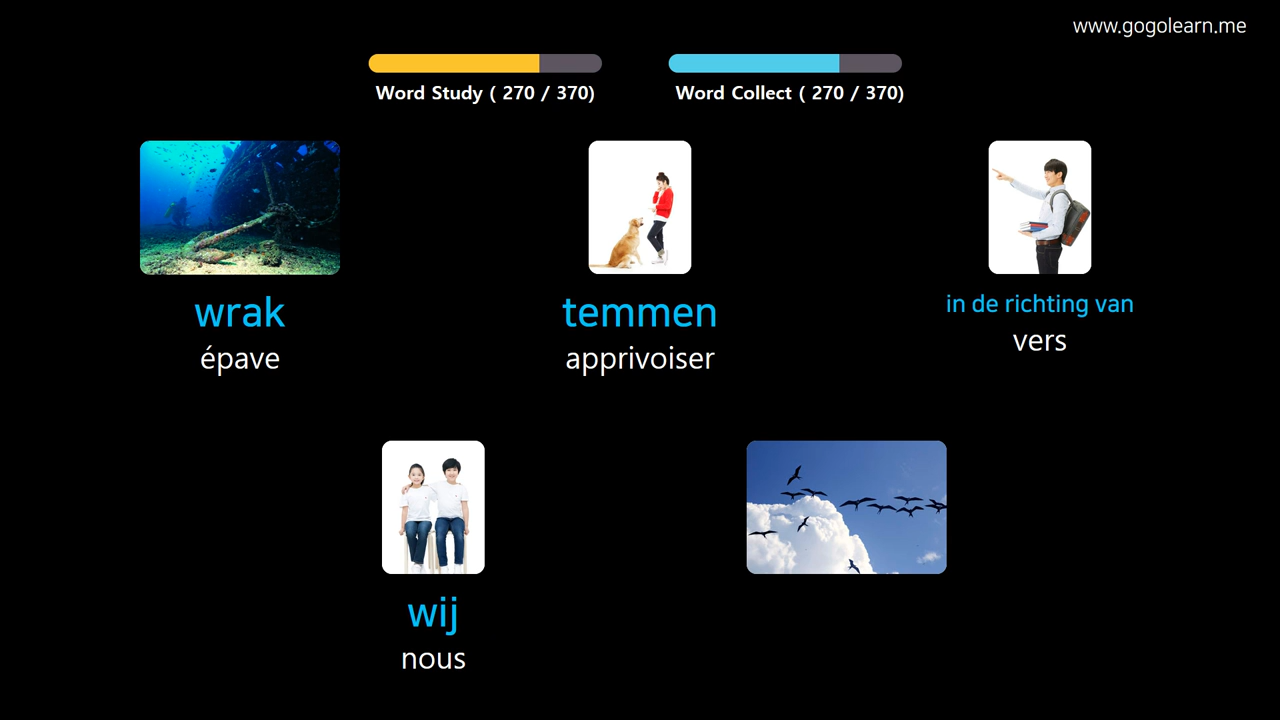 www.gogolearn.me
Word Study ( 270 / 370)
Word Collect ( 270 / 370)
wrak
épave
temmen
apprivoiser
in de richting van
vers
wij
nous